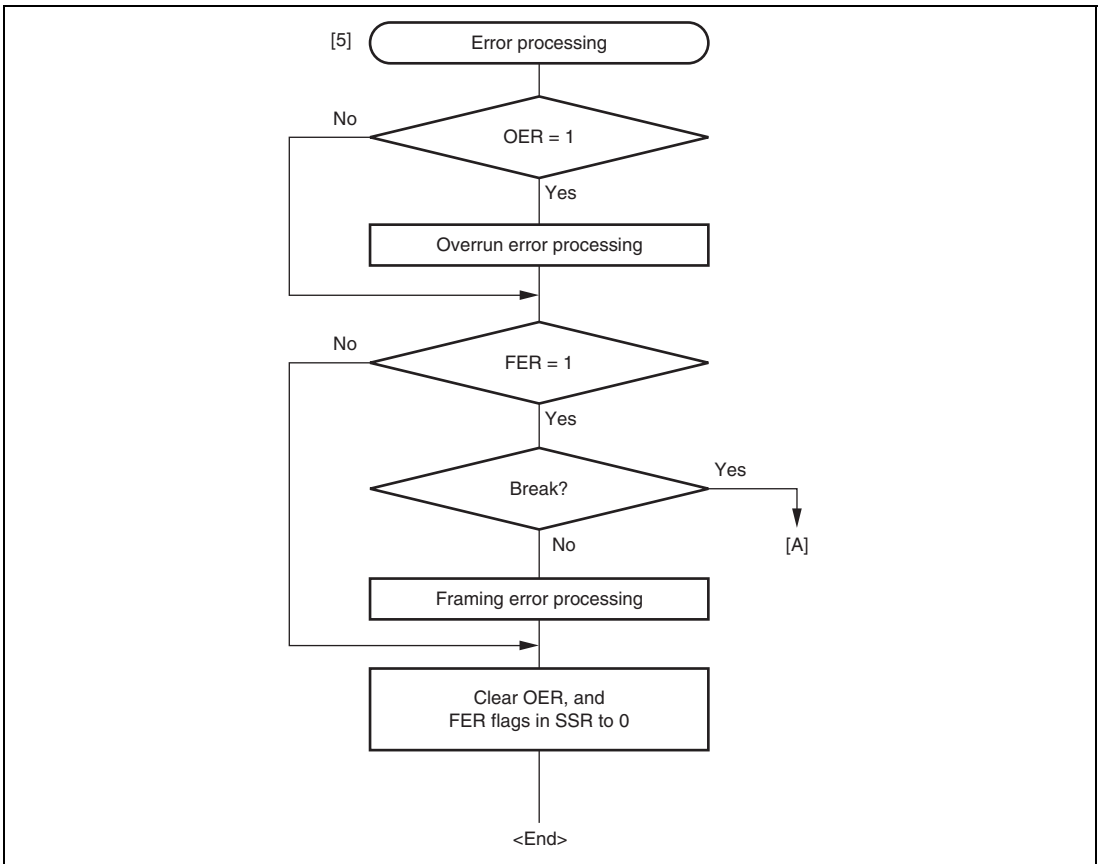 [5]
Error processing
No
OER = 1
Yes
Overrun error processing
No
FER = 1
Yes
Break?
Yes
No
[A]
Framing error processing
Clear OER, and
FER flags in SSR to 0
<End>